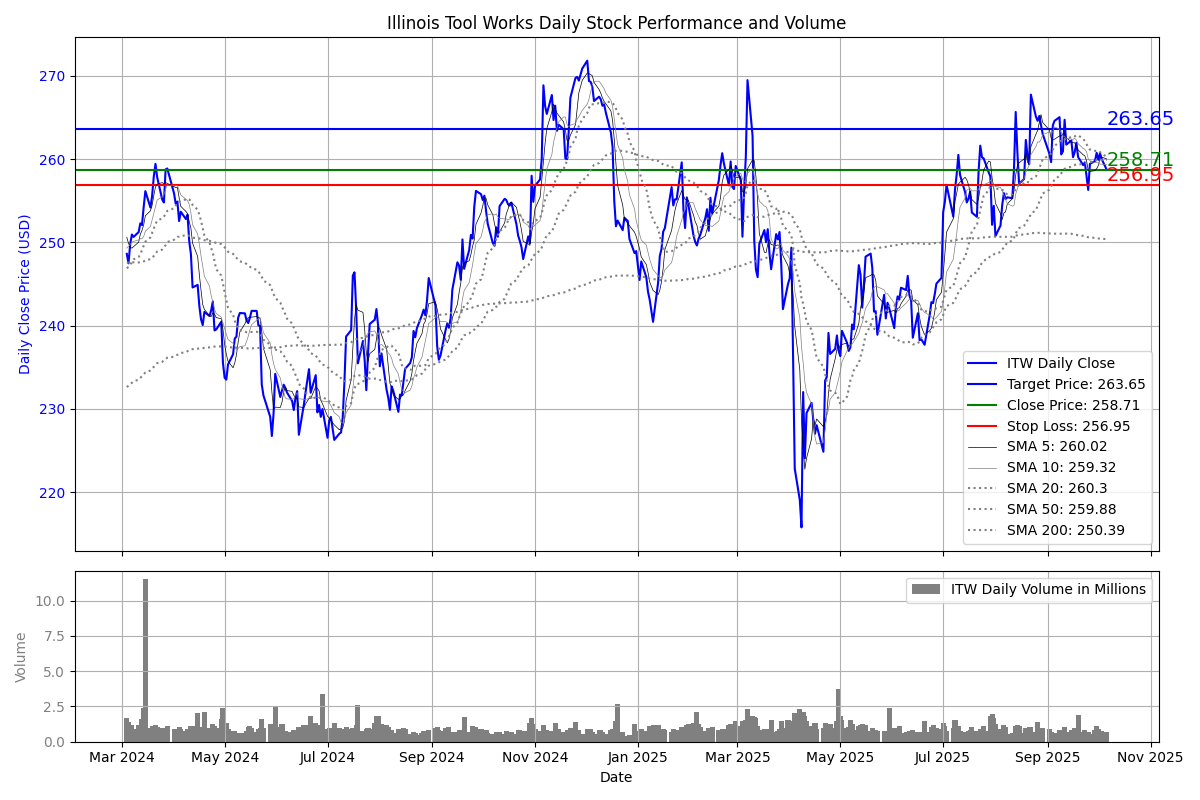 Illinois Tool Works Daily Stock Performance and Volume
Daily Close Price (USD)
270
260
250
240
230
220
263.65
258.71
256.95
ITW Daily Close
Target Price: 263.65
Close Price: 258.71
Stop Loss: 256.95
SMA 5: 260.02
SMA 10: 259.32
SMA 20: 260.3
SMA 50: 259.88
SMA 200: 250.39
Volume
10.0
7.5
5.0
2.5
0.0
ITW Daily Volume in Millions
Mar 2024 May 2024 Jul 2024 Sep 2024 Nov 2024 Jan 2025 Mar 2025 May 2025 Jul 2025 Sep 2025 Nov 2025
Date